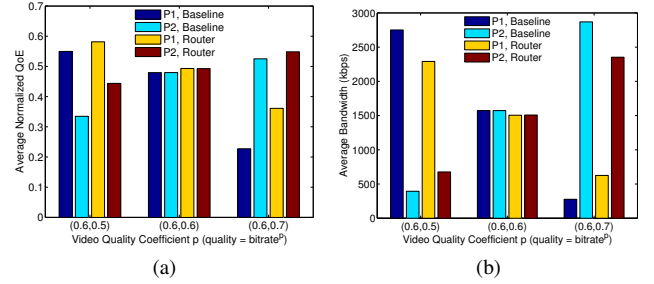 P1, Baseline
P2, Baseline
P1, Router
P2, Router
Average Normalized QoE
0.7
0.6
0.5
0.4
0.3
0.2
0.1
0
(0.6,0.5)
(0.6,0.6)
(0.6,0.7)
Video Quality Coefficient p (quality = bitrate^p)
(a)
P1, Baseline
P2, Baseline
P1, Router
P2, Router
Average Bandwidth (kbps)
3000
2500
2000
1500
1000
500
0
(0.6,0.5)
(0.6,0.6)
(0.6,0.7)
Video Quality Coefficient p (quality = bitrate^p)
(b)